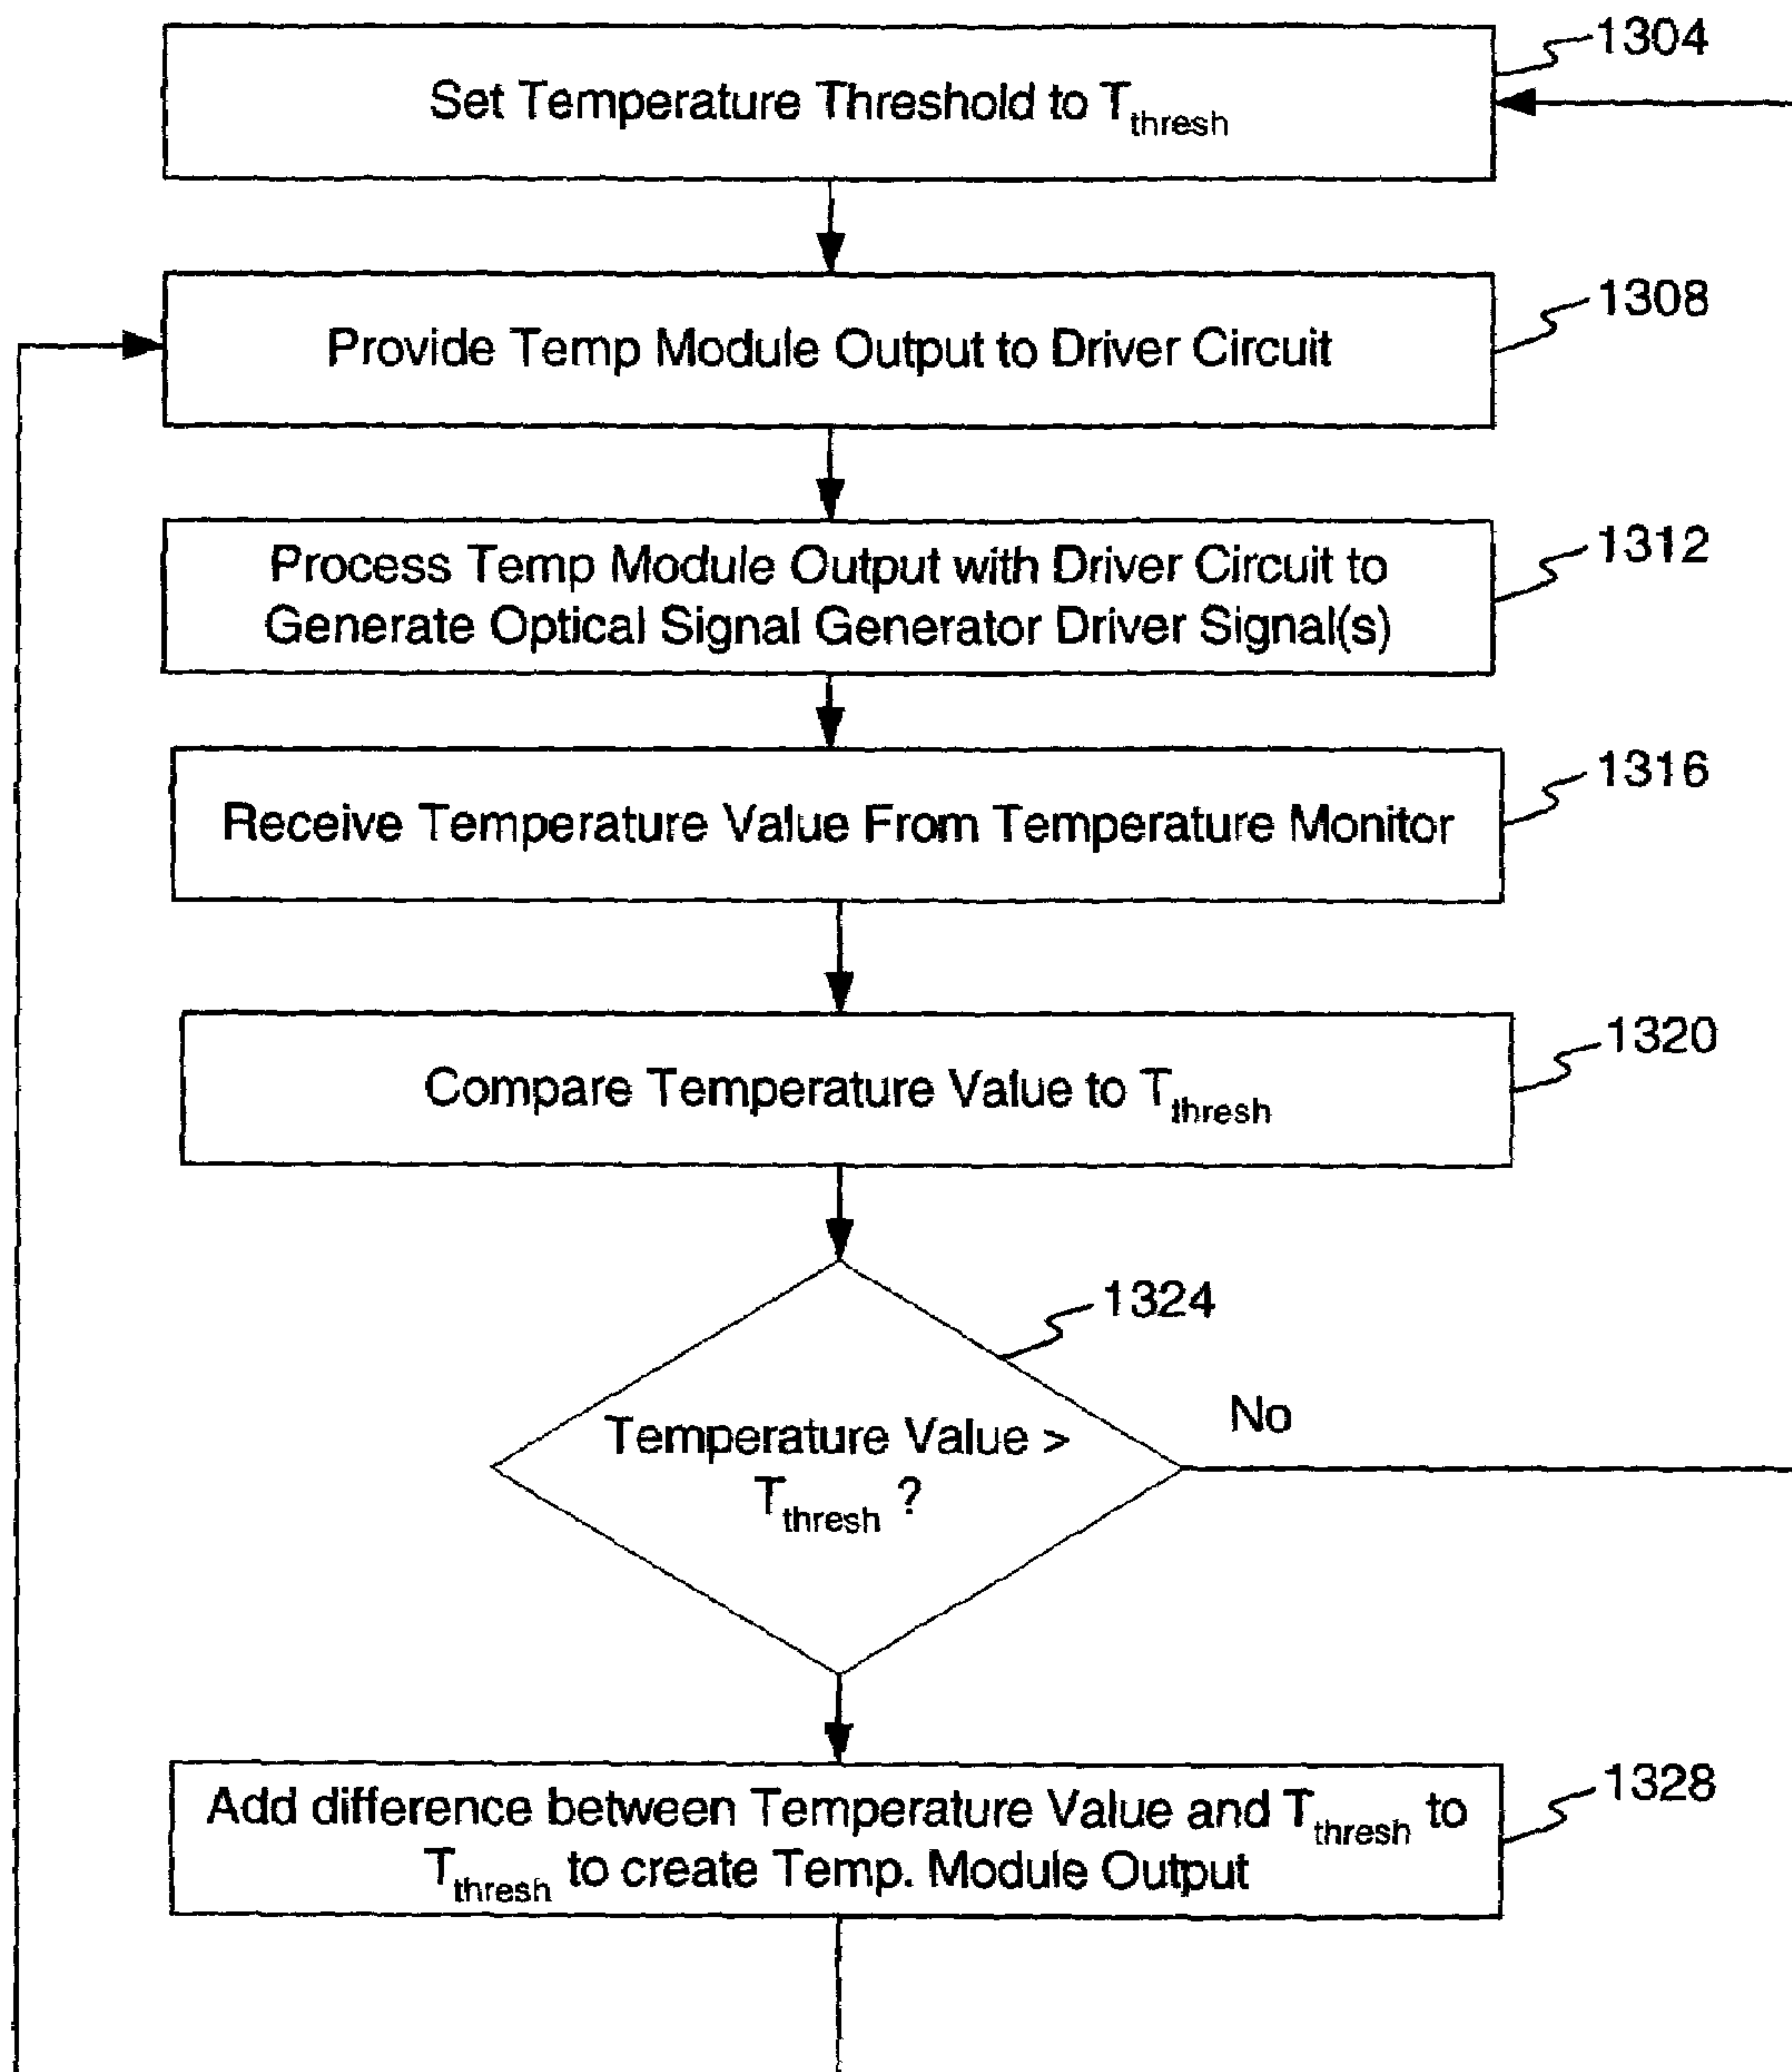 1304
Set Temperature Threshold to Tthresh
1308
Provide Temp Module Output to Driver Circuit
1312
Process Temp Module Output with Driver Circuit to
Generate Optical Signal Generator Driver Signal(s)
1316
Receive Temperature Value From Temperature Monitor
1320
Compare Temperature Value to Tthresh
1324
No
Temperature Value >
Tthresh ?
1328
Add difference between Temperature Value and Tthresh to
Tthresh to create Temp. Module Output